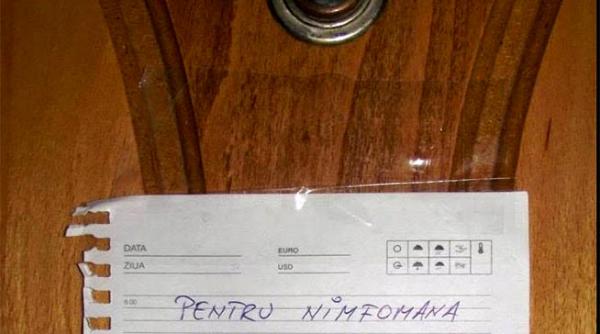 DATA EURO
ZIUA USD
8:00 PENTRU NIMFOMANA